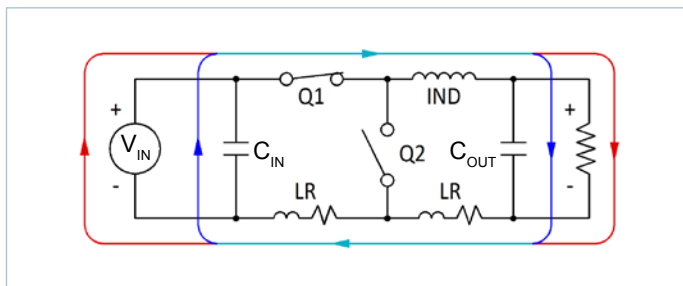 Q1
IND
+
+
V_IN
C_IN
Q2
C_OUT
-
-
LR
LR